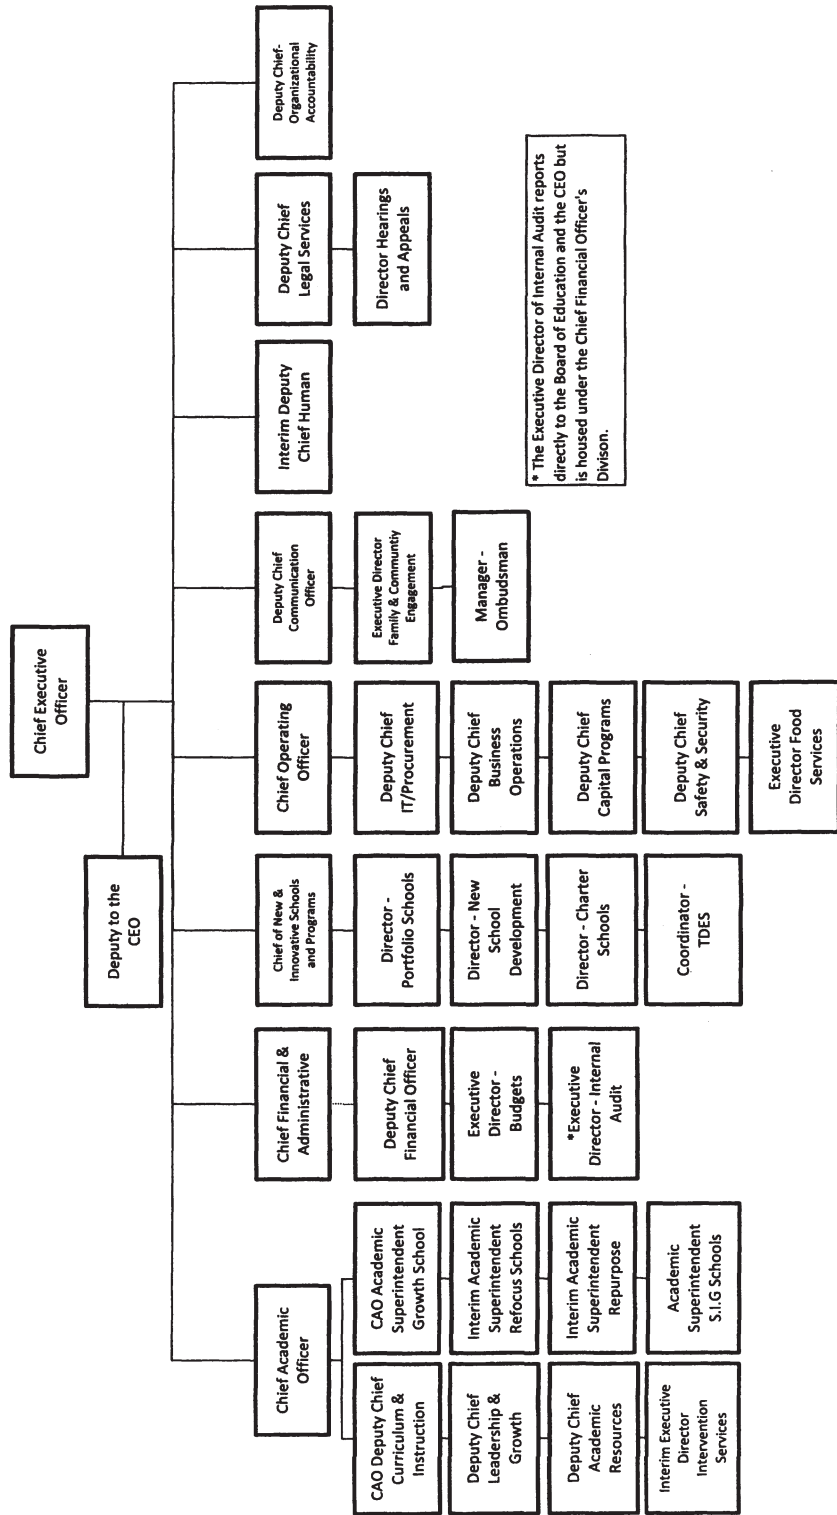 Chief Executive
Officer
Deputy to the
CEO
Chief Academic
Officer
CAO Deputy Chief
Curriculum &
Instruction
Deputy Chief
Leadership &
Growth
Deputy Chief
Academic
Resources
Interim Executive
Director
Intervention
Services
CAO Academic
Superintendent
Growth School
Interim Academic
Superintendent
Refocus Schools
Interim Academic
Superintendent
Repurpose
Academic
Superintendent
S.I.G Schools
Chief Financial &
Administrative
Deputy Chief
Financial Officer
Executive
Director -
Budgets
*Executive
Director - Internal
Audit
Chief of New &
Innovative Schools
and Programs
Director -
Portfolio Schools
Director - New
School
Development
Director - Charter
Schools
Coordinator -
TDES
Chief Operating
Officer
Deputy Chief
IT/Procurement
Deputy Chief
Business
Operations
Deputy Chief
Capital Programs
Deputy Chief
Safety & Security
Executive
Director Food
Services
Deputy Chief
Communication
Officer
Executive Director
Family & Communtiy
Engagement
Manager -
Ombudsman
Interim Deputy
Chief Human
Deputy Chief
Legal Services
Director Hearings
and Appeals
Deputy Chief-
Organizational
Accountability
* The Executive Director of Internal Audit reports
directly to the Board of Education and the CEO but
is housed under the Chief Financial Officer's
Divison.